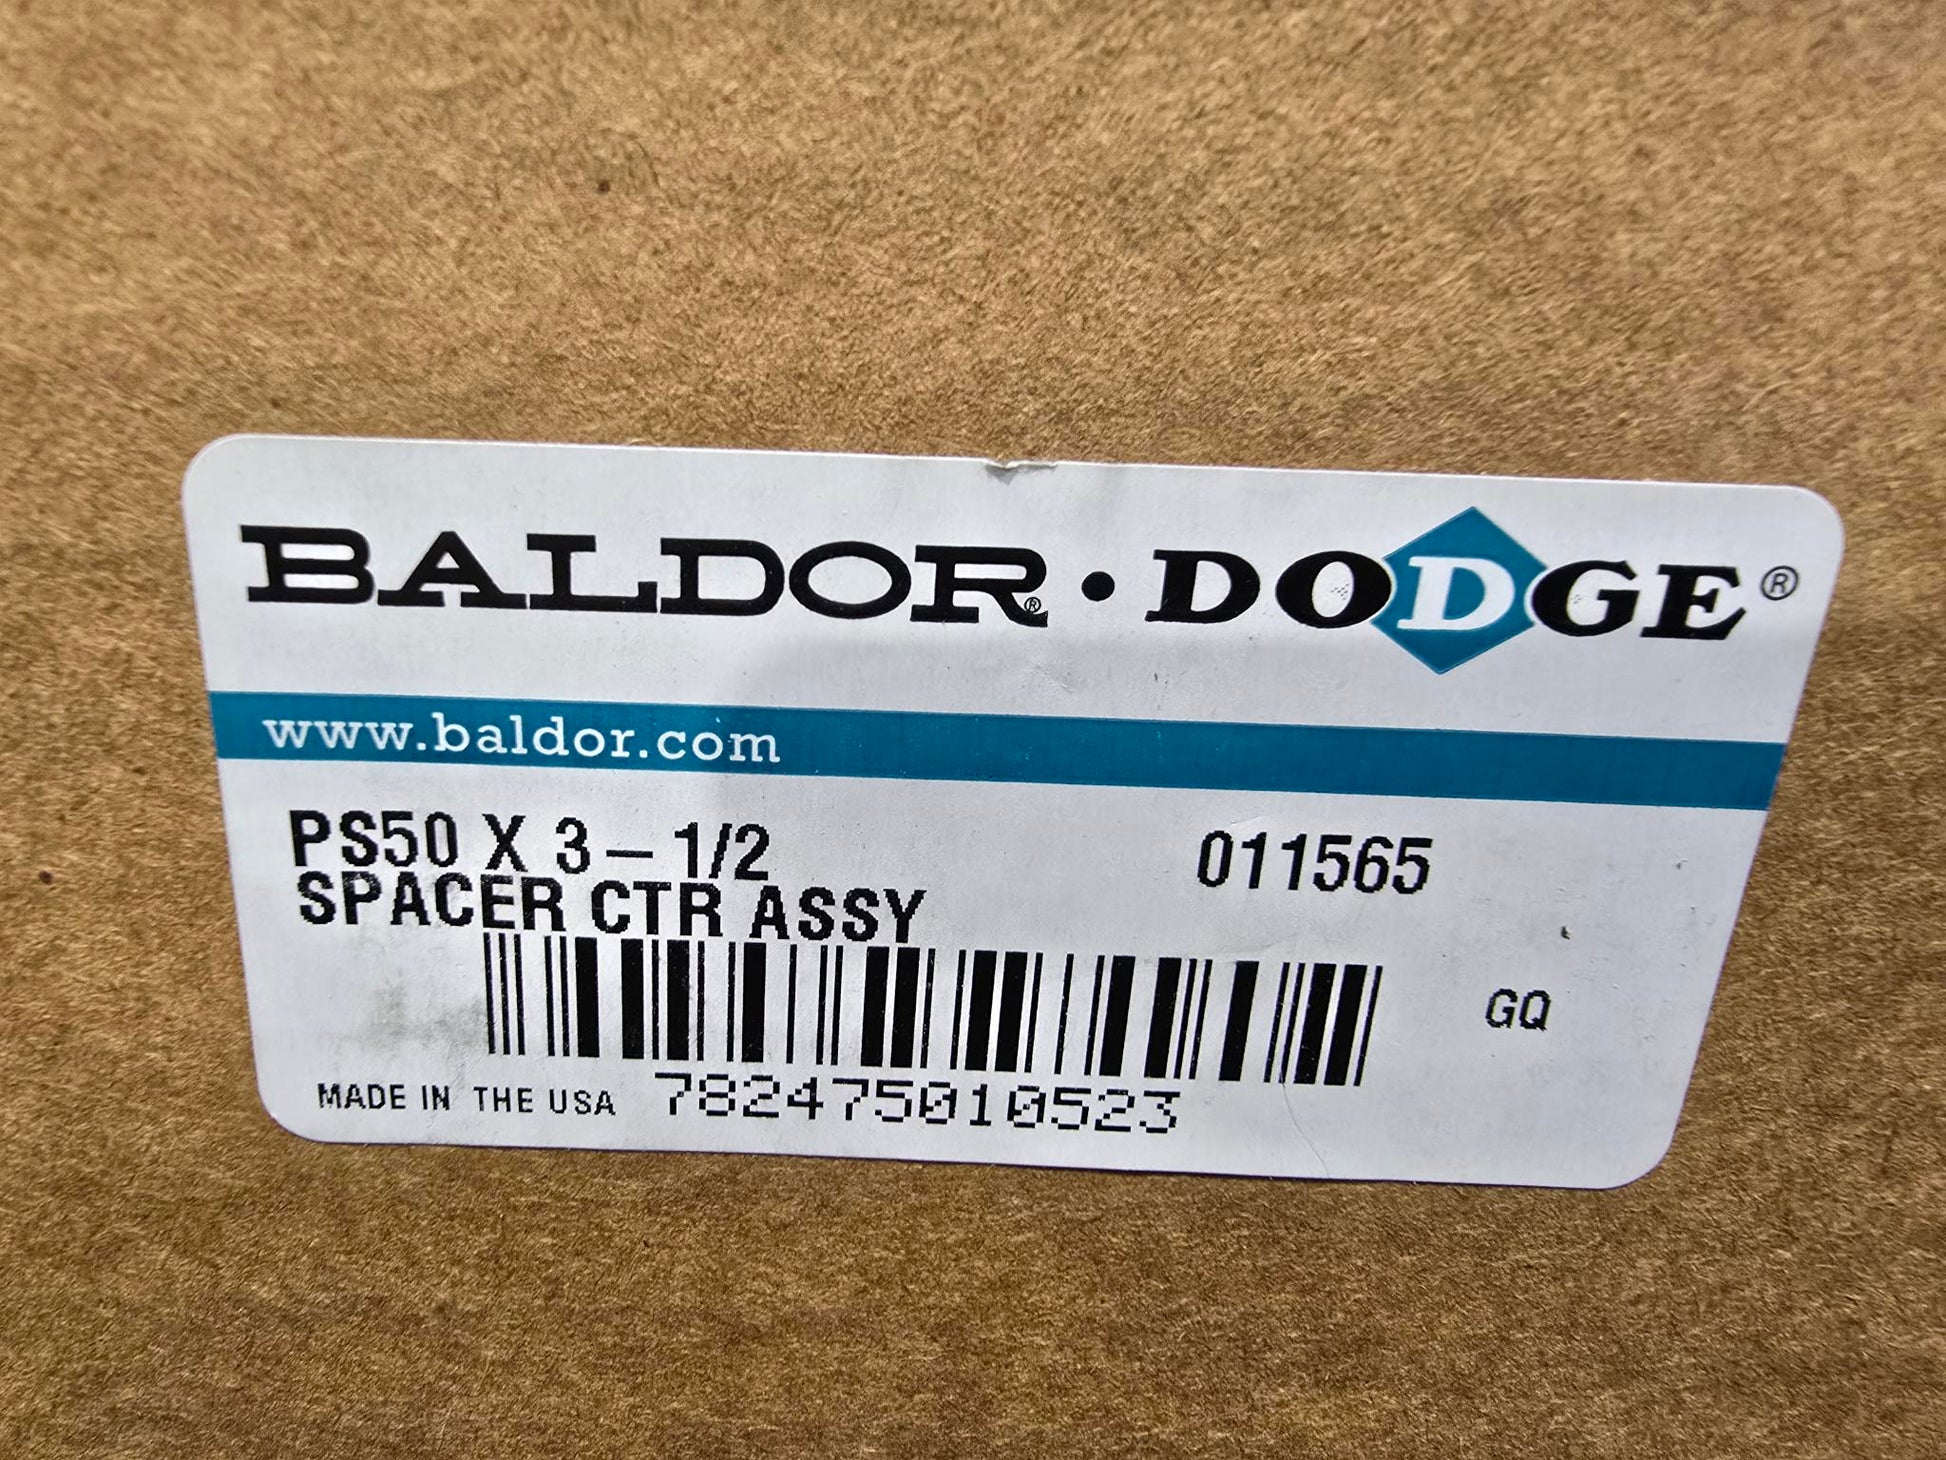 BALDOR® • DODGE®
www.baldor.com
PS50 X 3-1/2 011565
SPACER CTR ASSY
GQ
MADE IN THE USA 782475010523